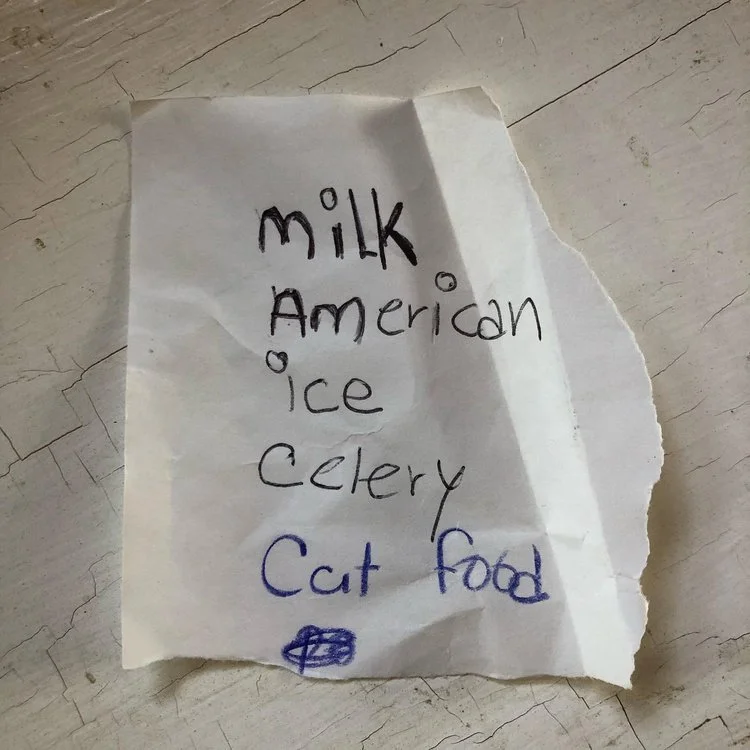 milk
American
ice
Celery
Cat food